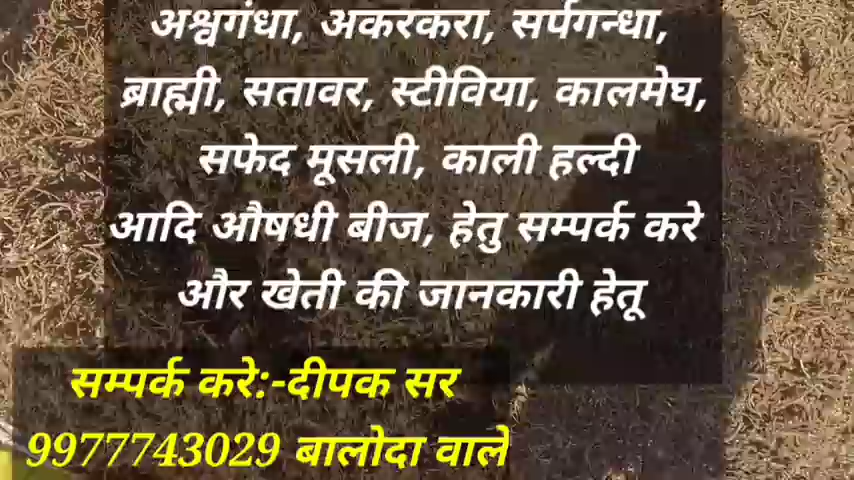 अश्वगंधा, अकरकरा, सर्पगन्धा,
ब्राह्मी, सतावर, स्टीविया, कालमेघ,
सफेद मूसली, काली हल्दी
आदि औषधी बीज, हेतु सम्पर्क करे
और खेती की जानकारी हेतू
सम्पर्क करे:-दीपक सर
9977743029 बालोदा वाले